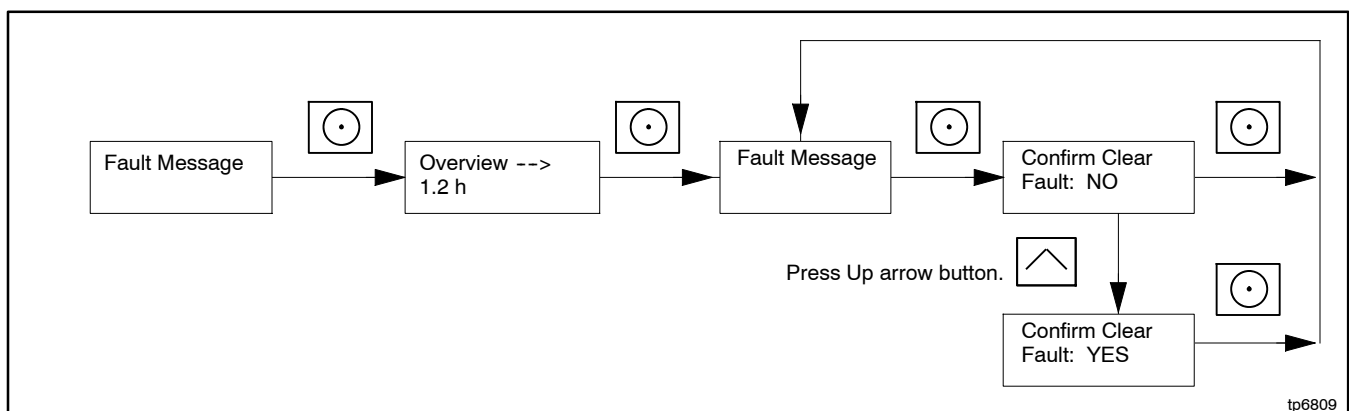 Fault Message
Overview -->
1.2 h
Fault Message
Confirm Clear
Fault: NO
Press Up arrow button.
Confirm Clear
Fault: YES
tp6809